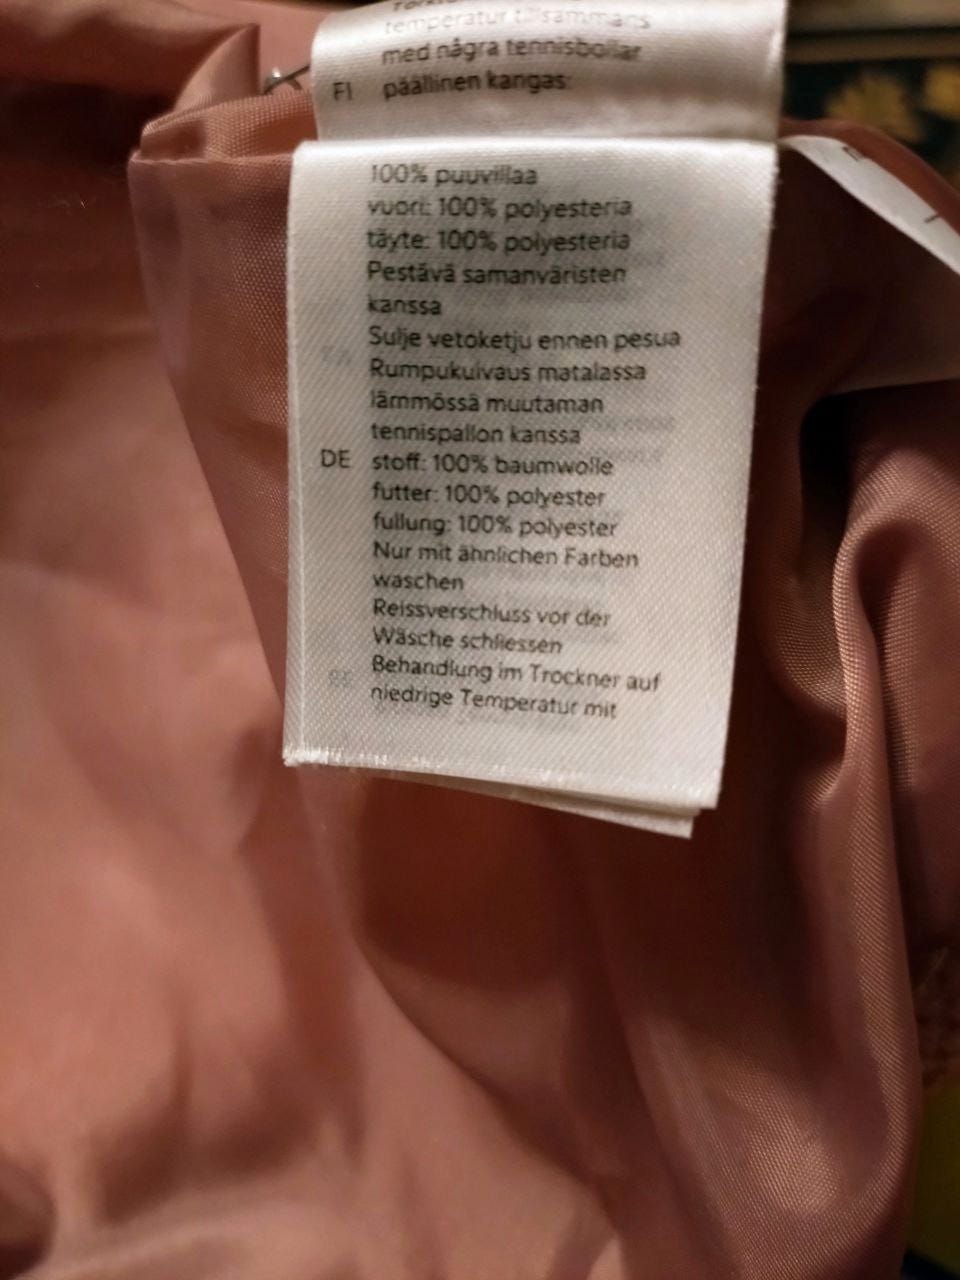 temperatur tillsammans
med några tennisbollar
FI päällinen kangas:
100% puuvillaa
vuori: 100% polyesteria
täyte: 100% polyesteria
Pestävä samanväristen
kanssa
Sulje vetoketju ennen pesua
Rumpukuivaus matalassa
lämmössä muutaman
tennispallon kanssa
DE stoff: 100% baumwolle
futter: 100% polyester
fullung: 100% polyester
Nur mit ähnlichen Farben
waschen
Reissverschluss vor der
Wäsche schliessen
Behandlung im Trockner auf
niedrige Temperatur mit